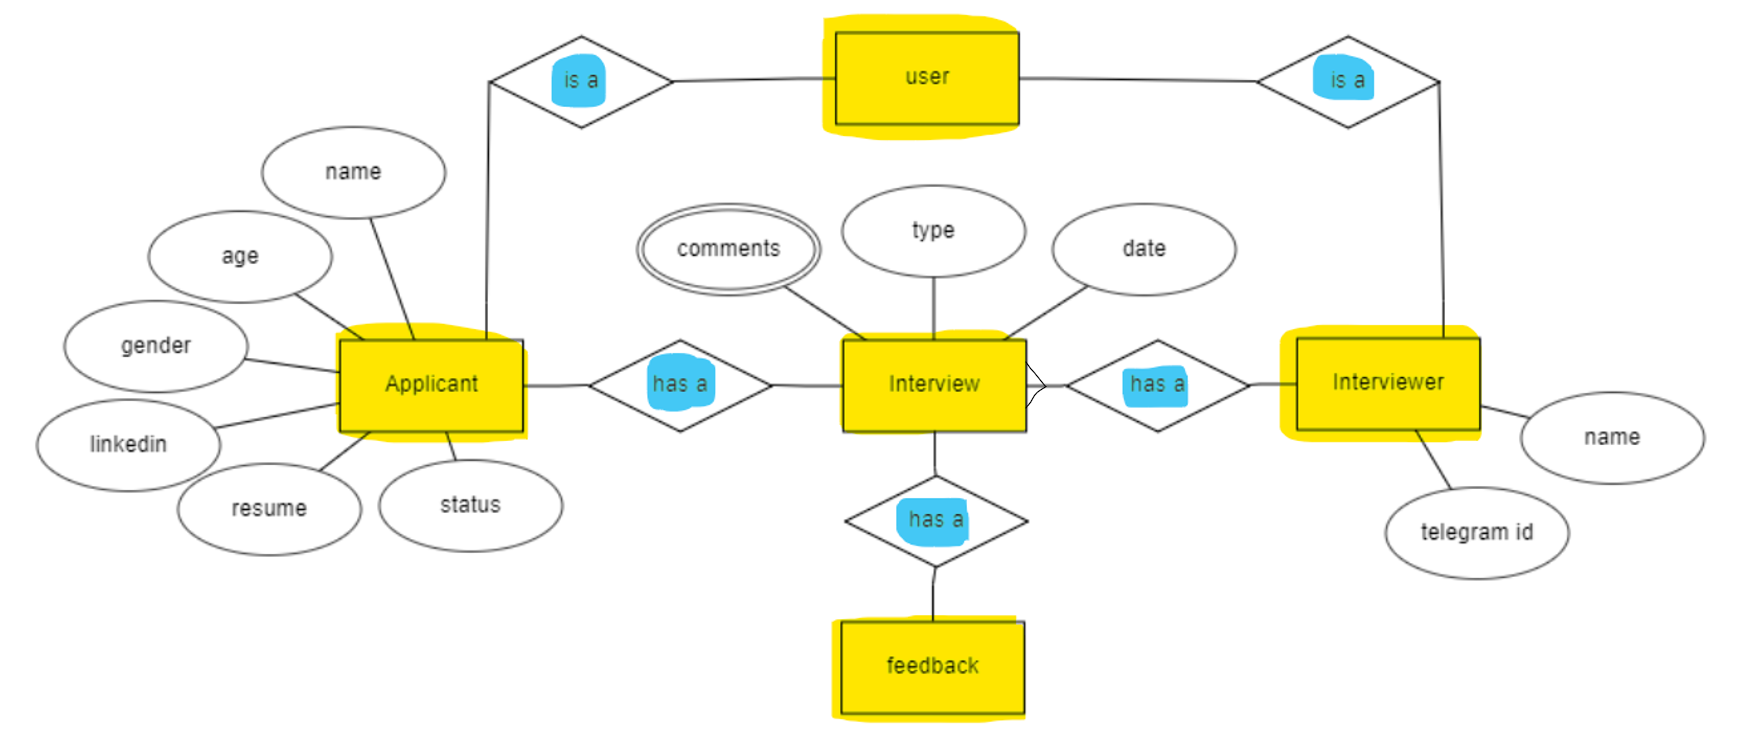 is a
user
is a
name
age
gender
linkedin
resume
status
Applicant
has a
comments
type
date
Interview
has a
Interviewer
name
telegram id
has a
feedback